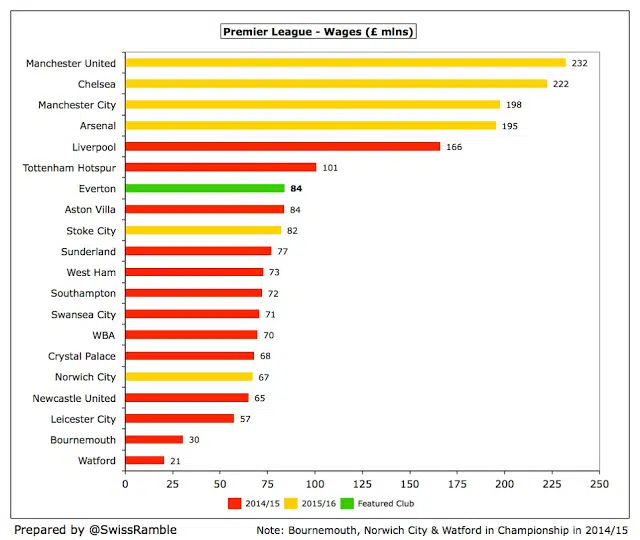 Premier League - Wages (£ mlns)
Manchester United 232
Chelsea 222
Manchester City 198
Arsenal 195
Liverpool 166
Tottenham Hotspur 101
Everton 84
Aston Villa 84
Stoke City 82
Sunderland 77
West Ham 73
Southampton 72
Swansea City 71
WBA 70
Crystal Palace 68
Norwich City 67
Newcastle United 65
Leicester City 57
Bournemouth 30
Watford 21
0 25 50 75 100 125 150 175 200 225 250
2014/15 2015/16 Featured Club
Prepared by @SwissRamble Note: Bournemouth, Norwich City & Watford in Championship in 2014/15